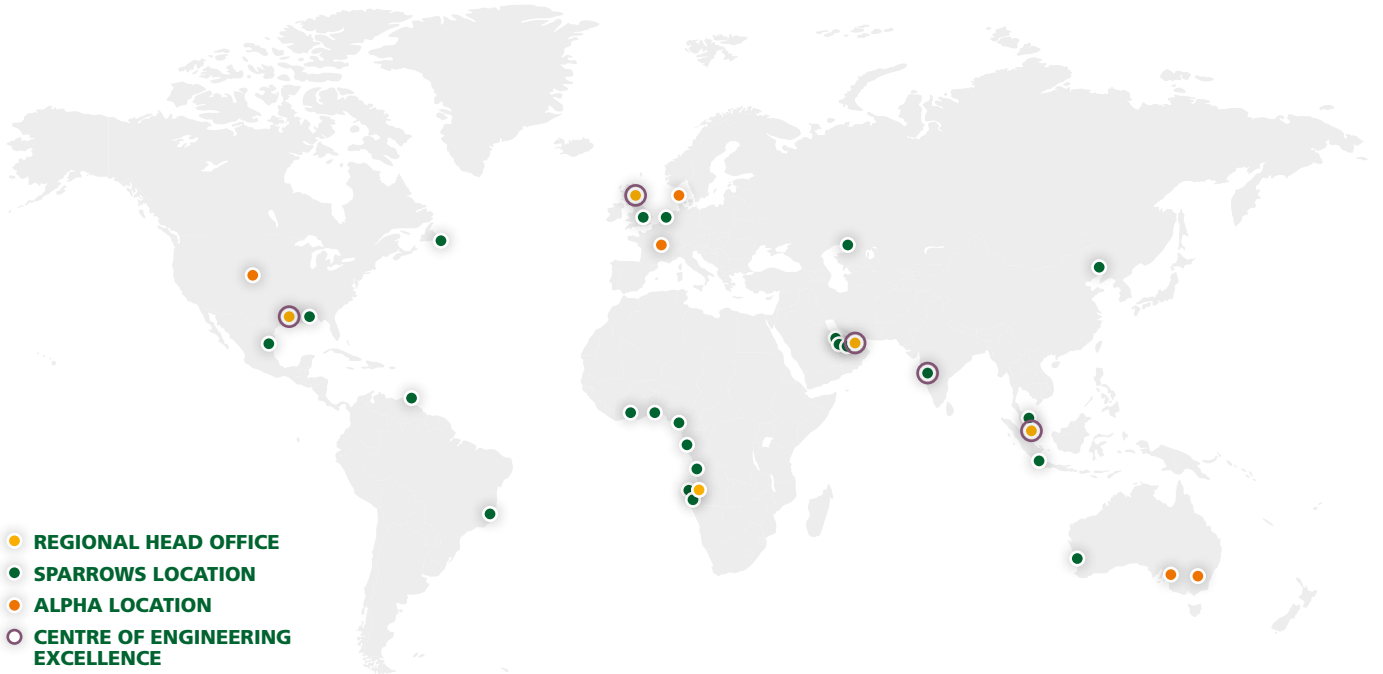 REGIONAL HEAD OFFICE
SPARROWS LOCATION
ALPHA LOCATION
CENTRE OF ENGINEERING
EXCELLENCE